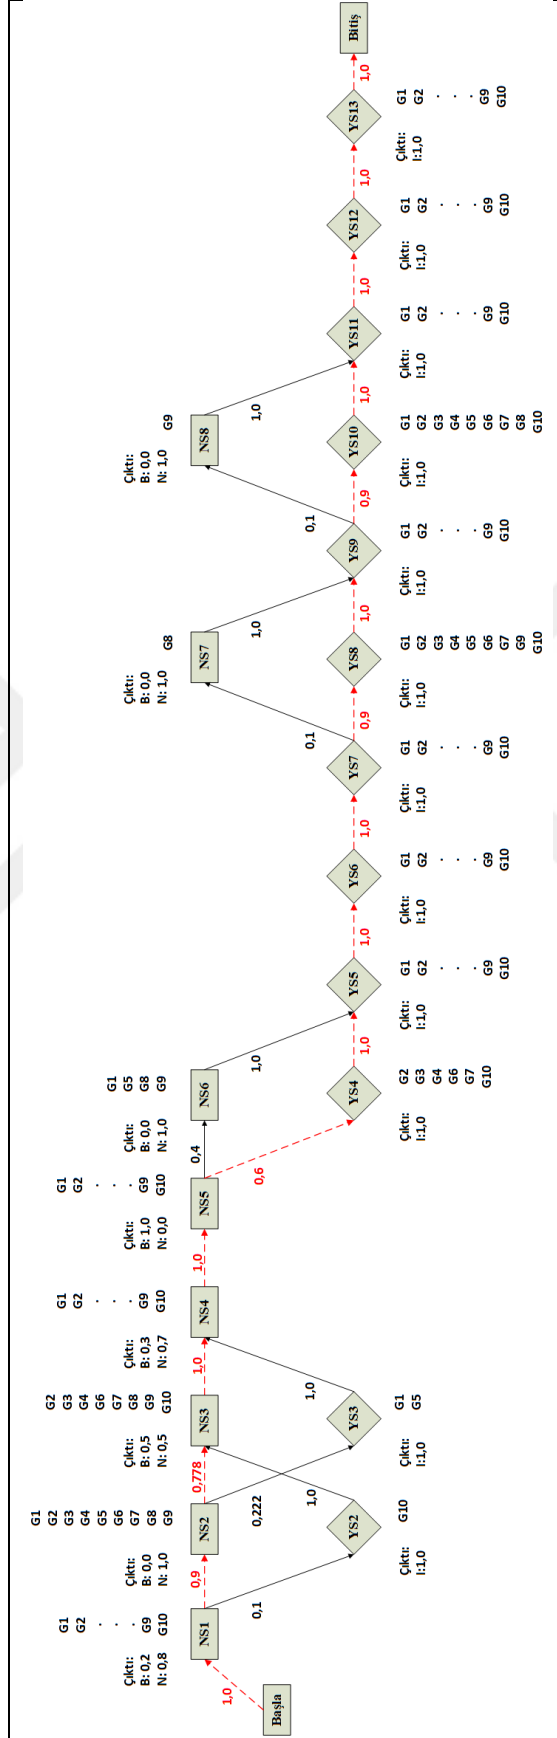 Başla
1,0
Çıktı:
B: 0,2
N: 0,8
G1
G2
.
.
.
G9
G10
NS1
0,9
0,1
Çıktı:
B: 0,0
N: 1,0
G1
G2
G3
G4
G5
G6
G7
G8
G9
NS2
0,778
0,222
YS2
Çıktı:
I:1,0
G10
1,0
Çıktı:
B: 0,5
N: 0,5
G2
G3
G4
G6
G7
G8
G9
G10
NS3
1,0
YS3
Çıktı:
I:1,0
G1
G5
1,0
Çıktı:
B: 0,3
N: 0,7
G1
G2
.
.
.
G9
G10
NS4
1,0
Çıktı:
B: 1,0
N: 0,0
G1
G2
.
.
.
G9
G10
NS5
0,4
0,6
Çıktı:
B: 0,0
N: 1,0
G1
G5
G8
G9
NS6
1,0
YS4
Çıktı:
I:1,0
G2
G3
G4
G6
G7
G10
1,0
YS5
Çıktı:
I:1,0
G1
G2
.
.
.
G9
G10
1,0
YS6
Çıktı:
I:1,0
G1
G2
.
.
.
G9
G10
1,0
YS7
Çıktı:
I:1,0
G1
G2
.
.
.
G9
G10
0,1
0,9
Çıktı:
B: 0,0
N: 1,0
G8
NS7
1,0
YS8
Çıktı:
I:1,0
G1
G2
G3
G4
G5
G6
G7
G9
G10
1,0
YS9
Çıktı:
I:1,0
G1
G2
.
.
.
G9
G10
0,1
0,9
Çıktı:
B: 0,0
N: 1,0
G9
NS8
1,0
YS10
Çıktı:
I:1,0
G1
G2
G3
G4
G5
G6
G7
G8
G10
1,0
YS11
Çıktı:
I:1,0
G1
G2
.
.
.
G9
G10
1,0
YS12
Çıktı:
I:1,0
G1
G2
.
.
.
G9
G10
1,0
YS13
Çıktı:
I:1,0
G1
G2
.
.
.
G9
G10
1,0
Bitiş